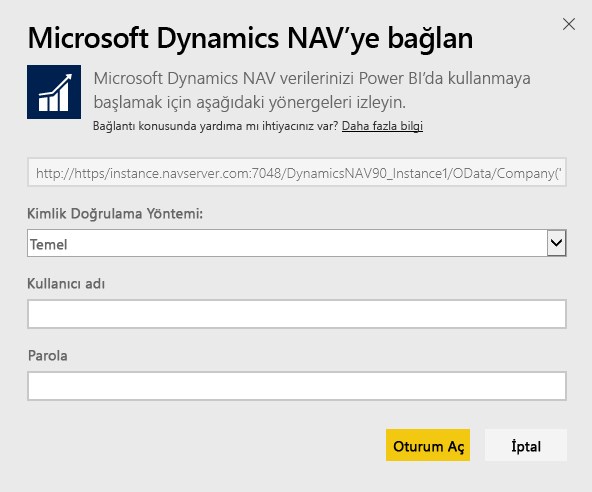 Microsoft Dynamics NAV’ye bağlan
Microsoft Dynamics NAV verilerinizi Power BI’da kullanmaya
başlamak için aşağıdaki yönergeleri izleyin.
Bağlantı konusunda yardıma mı ihtiyacınız var? Daha fazla bilgi
http://https/instance.navserver.com:7048/DynamicsNAV90_Instance1/OData/Company('
Kimlik Doğrulama Yöntemi:
Temel
Kullanıcı adı
Parola
Oturum Aç
İptal